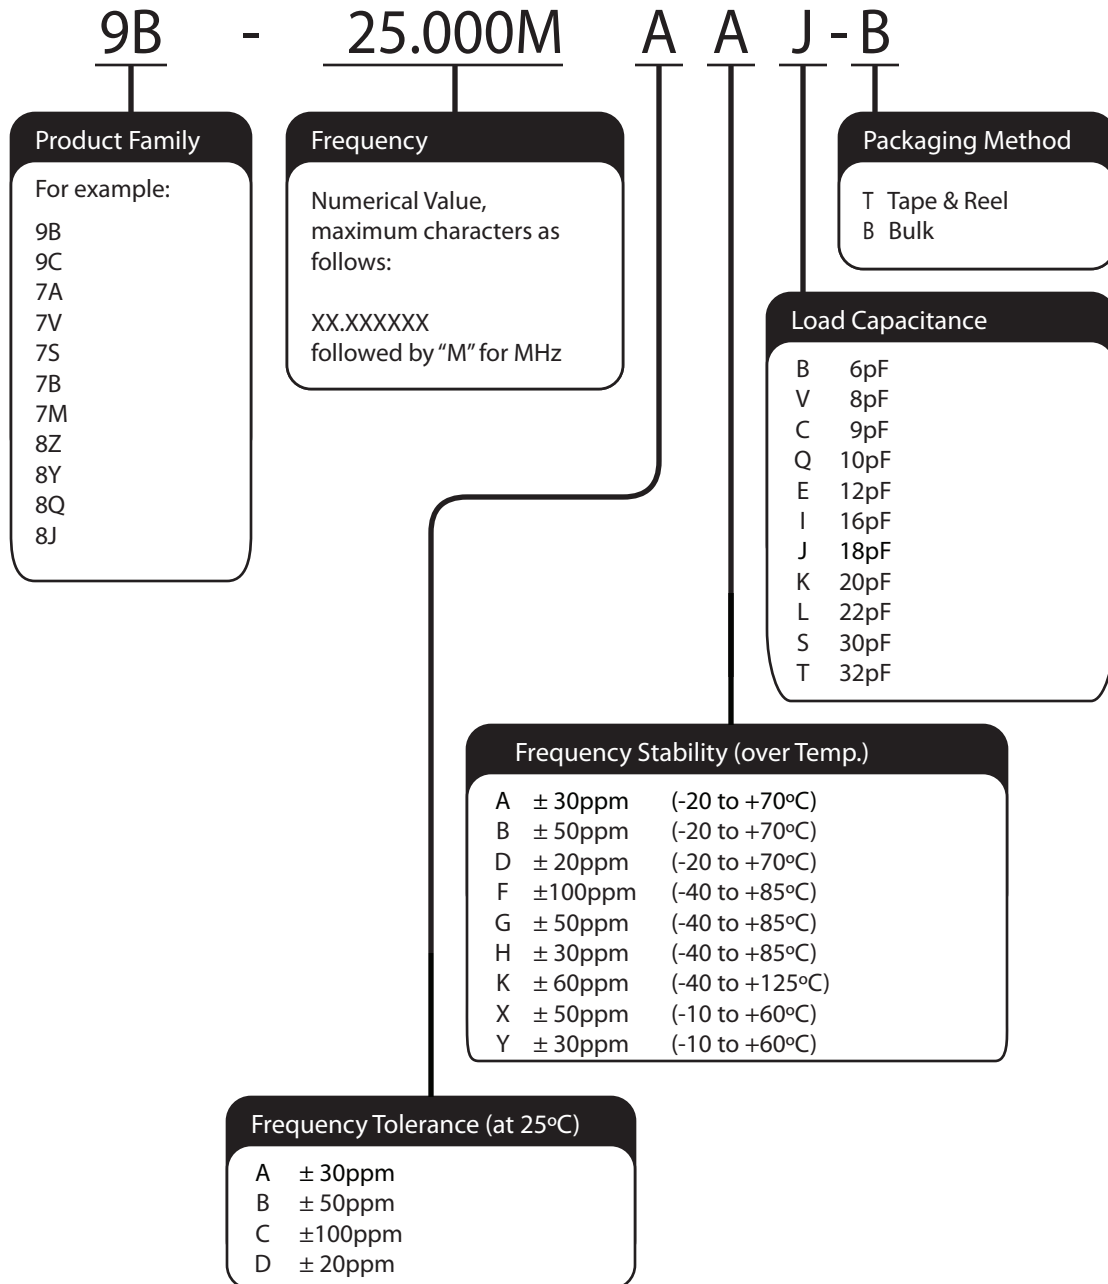 9B - 25.000M A A J - B
Product Family
For example:
9B
9C
7A
7V
7S
7B
7M
8Z
8Y
8Q
8J
Frequency
Numerical Value,
maximum characters as
follows:
XX.XXXXXX
followed by “M” for MHz
Packaging Method
T Tape & Reel
B Bulk
Load Capacitance
B 6pF
V 8pF
C 9pF
Q 10pF
E 12pF
I 16pF
J 18pF
K 20pF
L 22pF
S 30pF
T 32pF
Frequency Stability (over Temp.)
A ± 30ppm (-20 to +70ºC)
B ± 50ppm (-20 to +70ºC)
D ± 20ppm (-20 to +70ºC)
F ±100ppm (-40 to +85ºC)
G ± 50ppm (-40 to +85ºC)
H ± 30ppm (-40 to +85ºC)
K ± 60ppm (-40 to +125ºC)
X ± 50ppm (-10 to +60ºC)
Y ± 30ppm (-10 to +60ºC)
Frequency Tolerance (at 25ºC)
A ± 30ppm
B ± 50ppm
C ±100ppm
D ± 20ppm